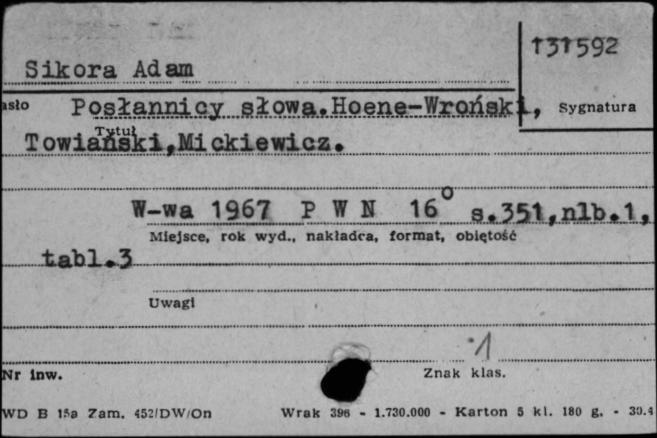 131592
Sikora Adam
asło Posłannicy słowa.Hoene-Wroński, Sygnatura
Tytuł
Towiański,Mickiewicz.
W-wa 1967 P W N 16° s.351,nlb.1,
Miejsce, rok wyd., nakładca, format, objętość
tabl.3
Uwagi
1
Nr inw. Znak klas.
WD B 15a Zam. 452/DW/On Wrak 396 - 1.730.000 - Karton 5 kl. 180 g. - 30.4